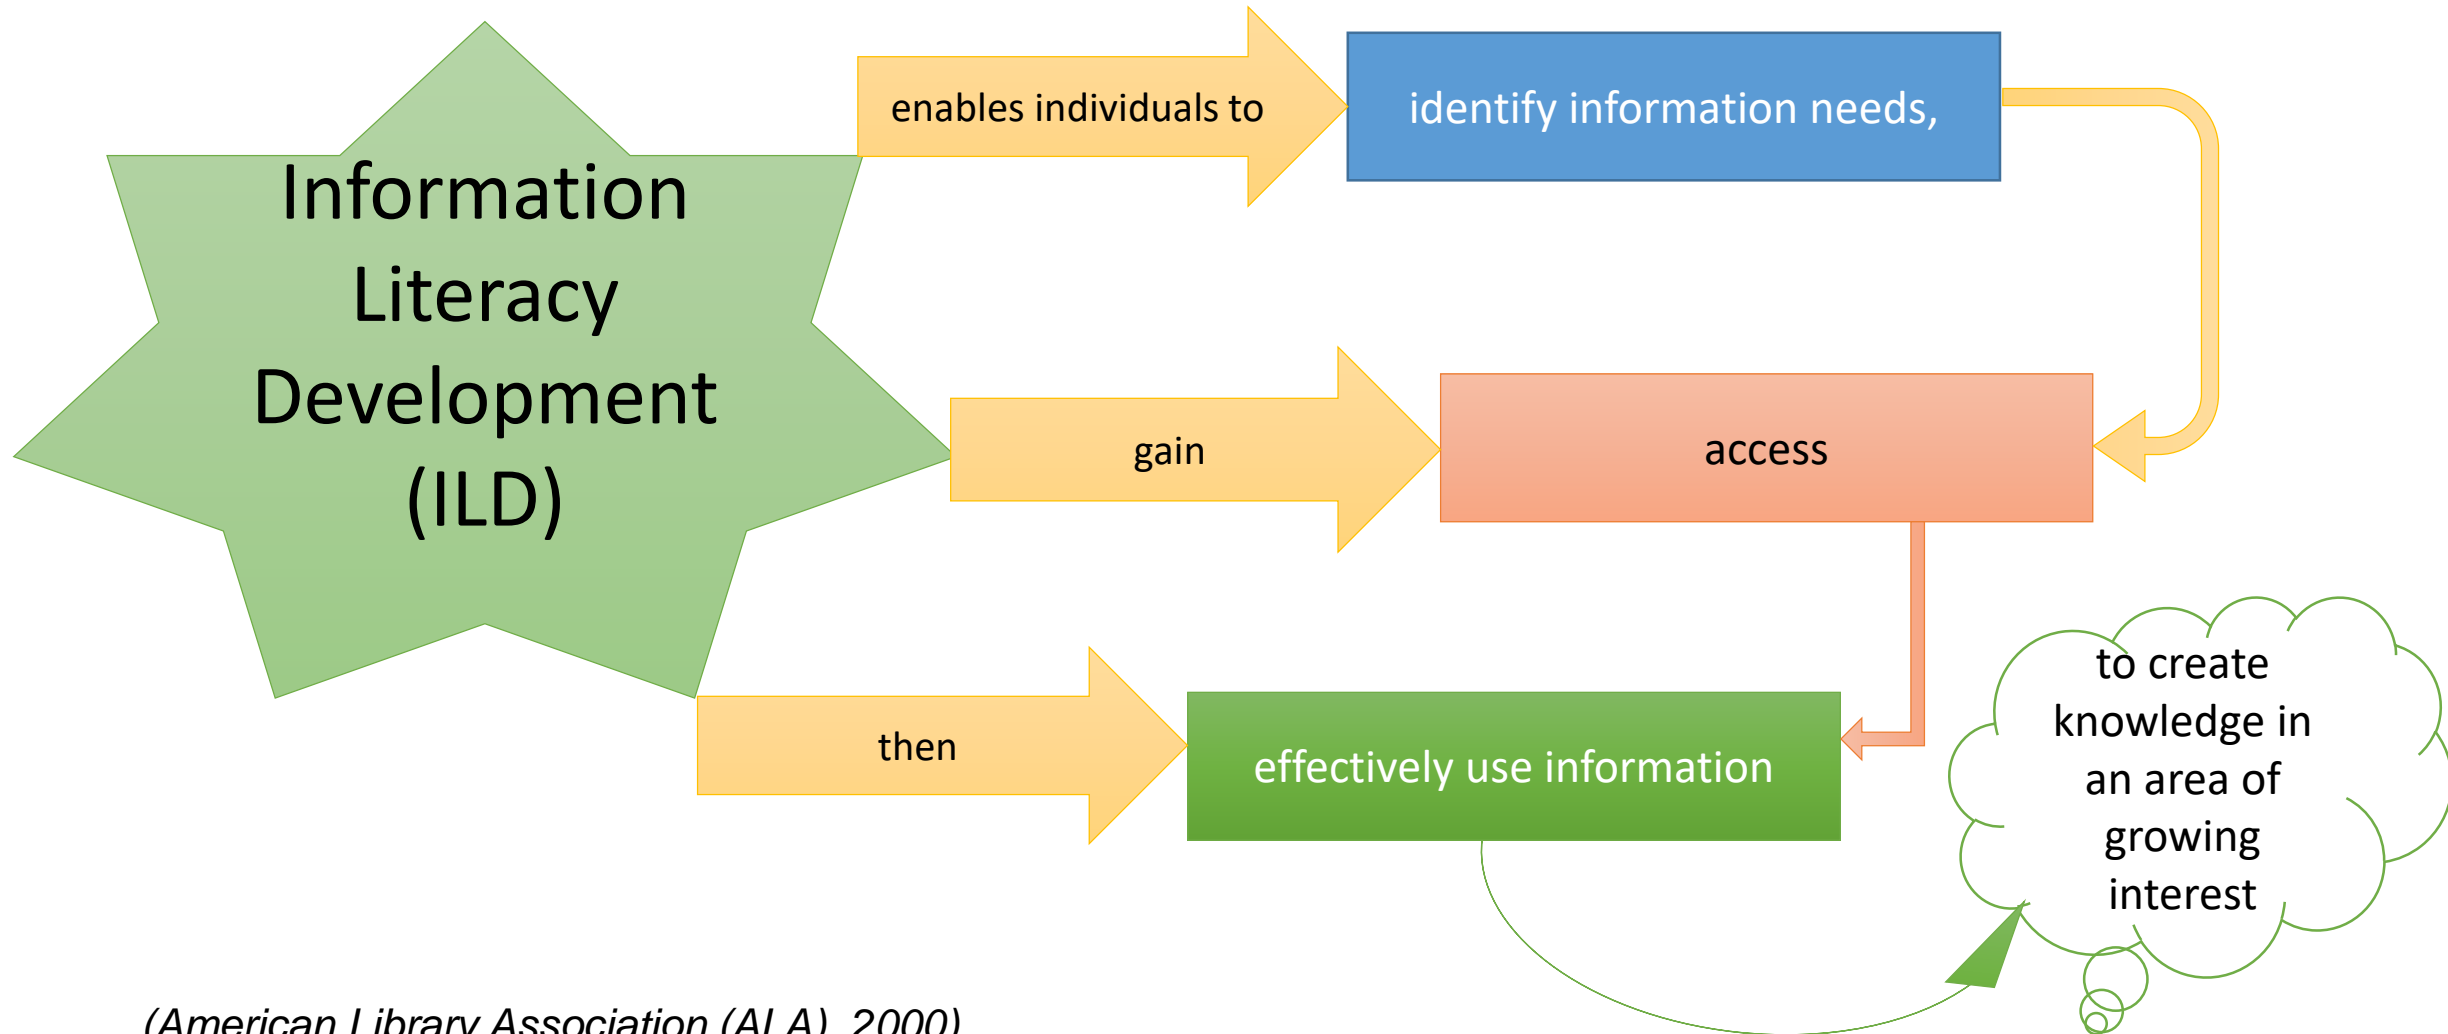 Information
Literacy
Development
(ILD)
enables individuals to
identify information needs,
gain
access
then
effectively use information
to create
knowledge in
an area of
growing
interest
(American Library Association (ALA), 2000)